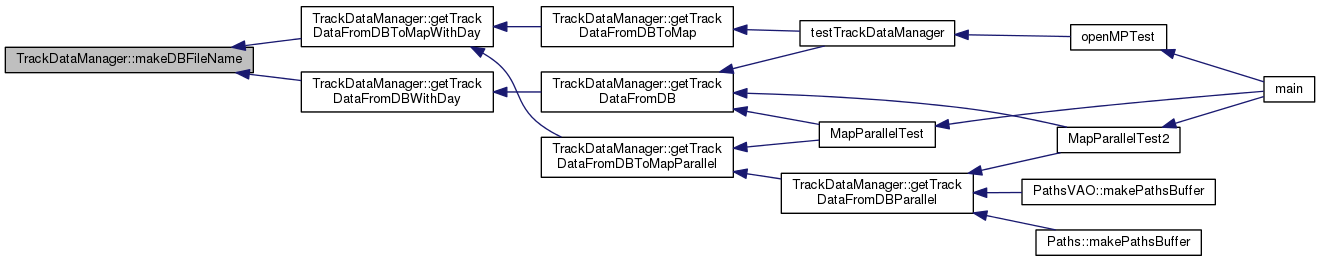 TrackDataManager::makeDBFileName
TrackDataManager::getTrack
DataFromDBToMapWithDay
TrackDataManager::getTrack
DataFromDBWithDay
TrackDataManager::getTrack
DataFromDBToMap
TrackDataManager::getTrack
DataFromDB
TrackDataManager::getTrack
DataFromDBToMapParallel
testTrackDataManager
MapParallelTest
TrackDataManager::getTrack
DataFromDBParallel
openMPTest
MapParallelTest2
PathsVAO::makePathsBuffer
Paths::makePathsBuffer
main